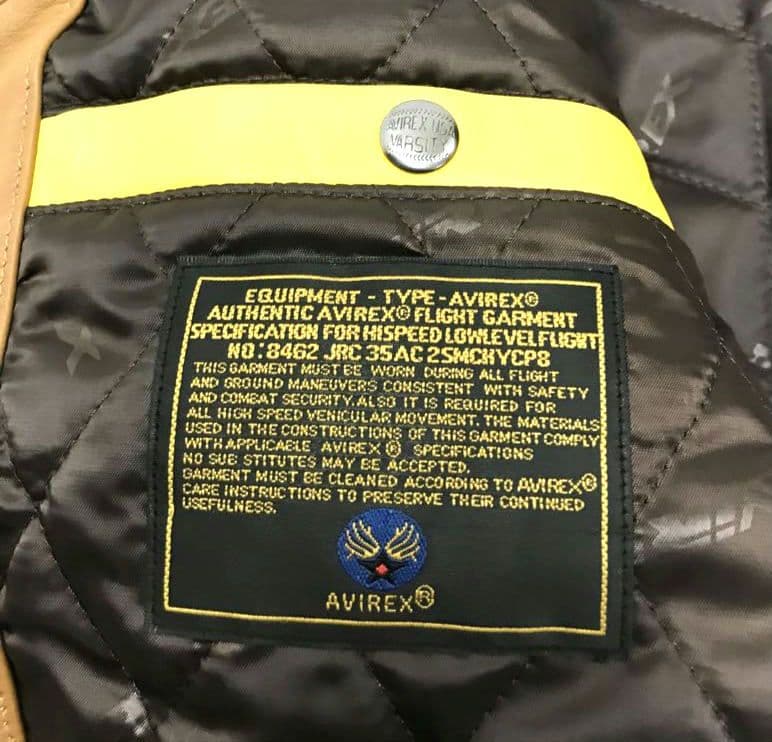 AVIREX USA
VARSITY
EQUIPMENT - TYPE - AVIREX®
AUTHENTIC AVIREX® FLIGHT GARMENT
SPECIFICATION FOR HISPEED LOWLEVEL FLIGHT
NO:8462 JRC 35AC 2SMCHYCP8
THIS GARMENT MUST BE WORN DURING ALL FLIGHT
AND GROUND MANEUVERS CONSISTENT WITH SAFETY
AND COMBAT SECURITY. ALSO IT IS REQUIRED FOR
ALL HIGH SPEED VENICULAR MOVEMENT. THE MATERIALS
USED IN THE CONSTRUCTIONS OF THIS GARMENT COMPLY
WITH APPLICABLE AVIREX ® SPECIFICATIONS
NO SUB STITUTES MAY BE ACCEPTED.
GARMENT MUST BE CLEANED ACCORDING TO AVIREX®
CARE INSTRUCTIONS TO PRESERVE THEIR CONTINUED
USEFULNESS.
AVIREX®